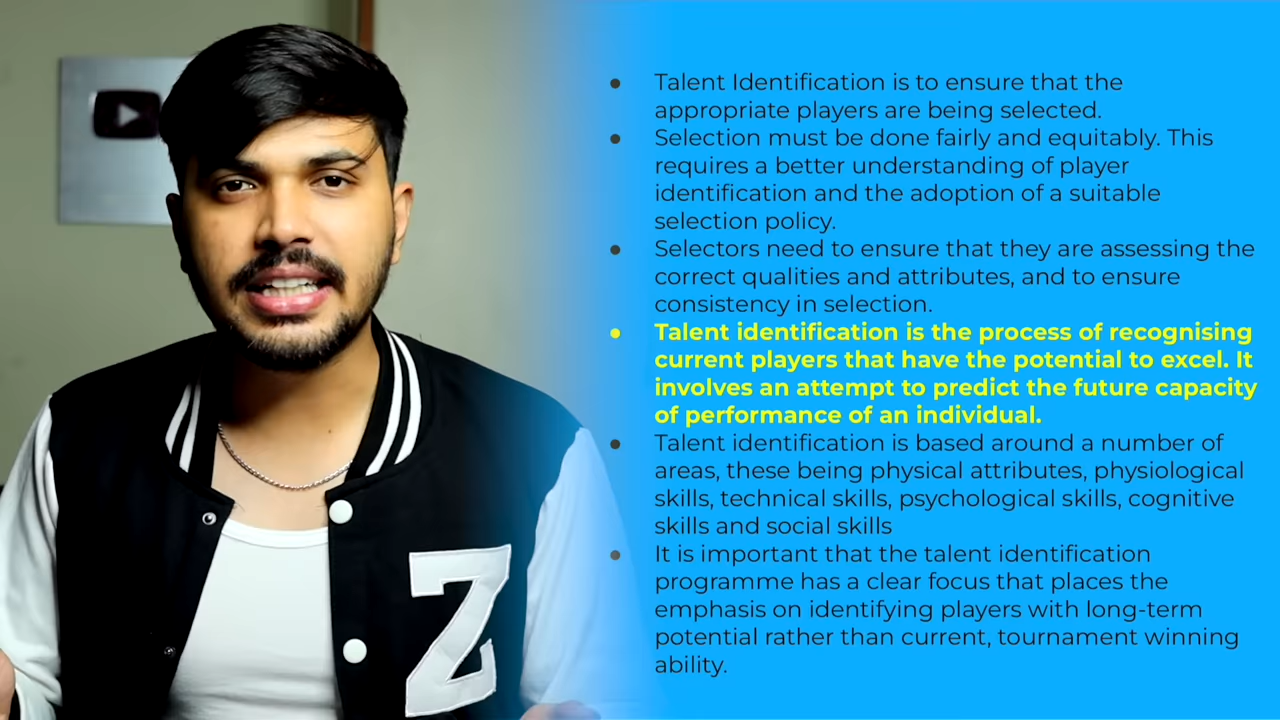 Z
● Talent Identification is to ensure that the
appropriate players are being selected.
● Selection must be done fairly and equitably. This
requires a better understanding of player
identification and the adoption of a suitable
selection policy.
● Selectors need to ensure that they are assessing the
correct qualities and attributes, and to ensure
consistency in selection.
● Talent identification is the process of recognising
current players that have the potential to excel. It
involves an attempt to predict the future capacity
of performance of an individual.
● Talent identification is based around a number of
areas, these being physical attributes, physiological
skills, technical skills, psychological skills, cognitive
skills and social skills
● It is important that the talent identification
programme has a clear focus that places the
emphasis on identifying players with long-term
potential rather than current, tournament winning
ability.